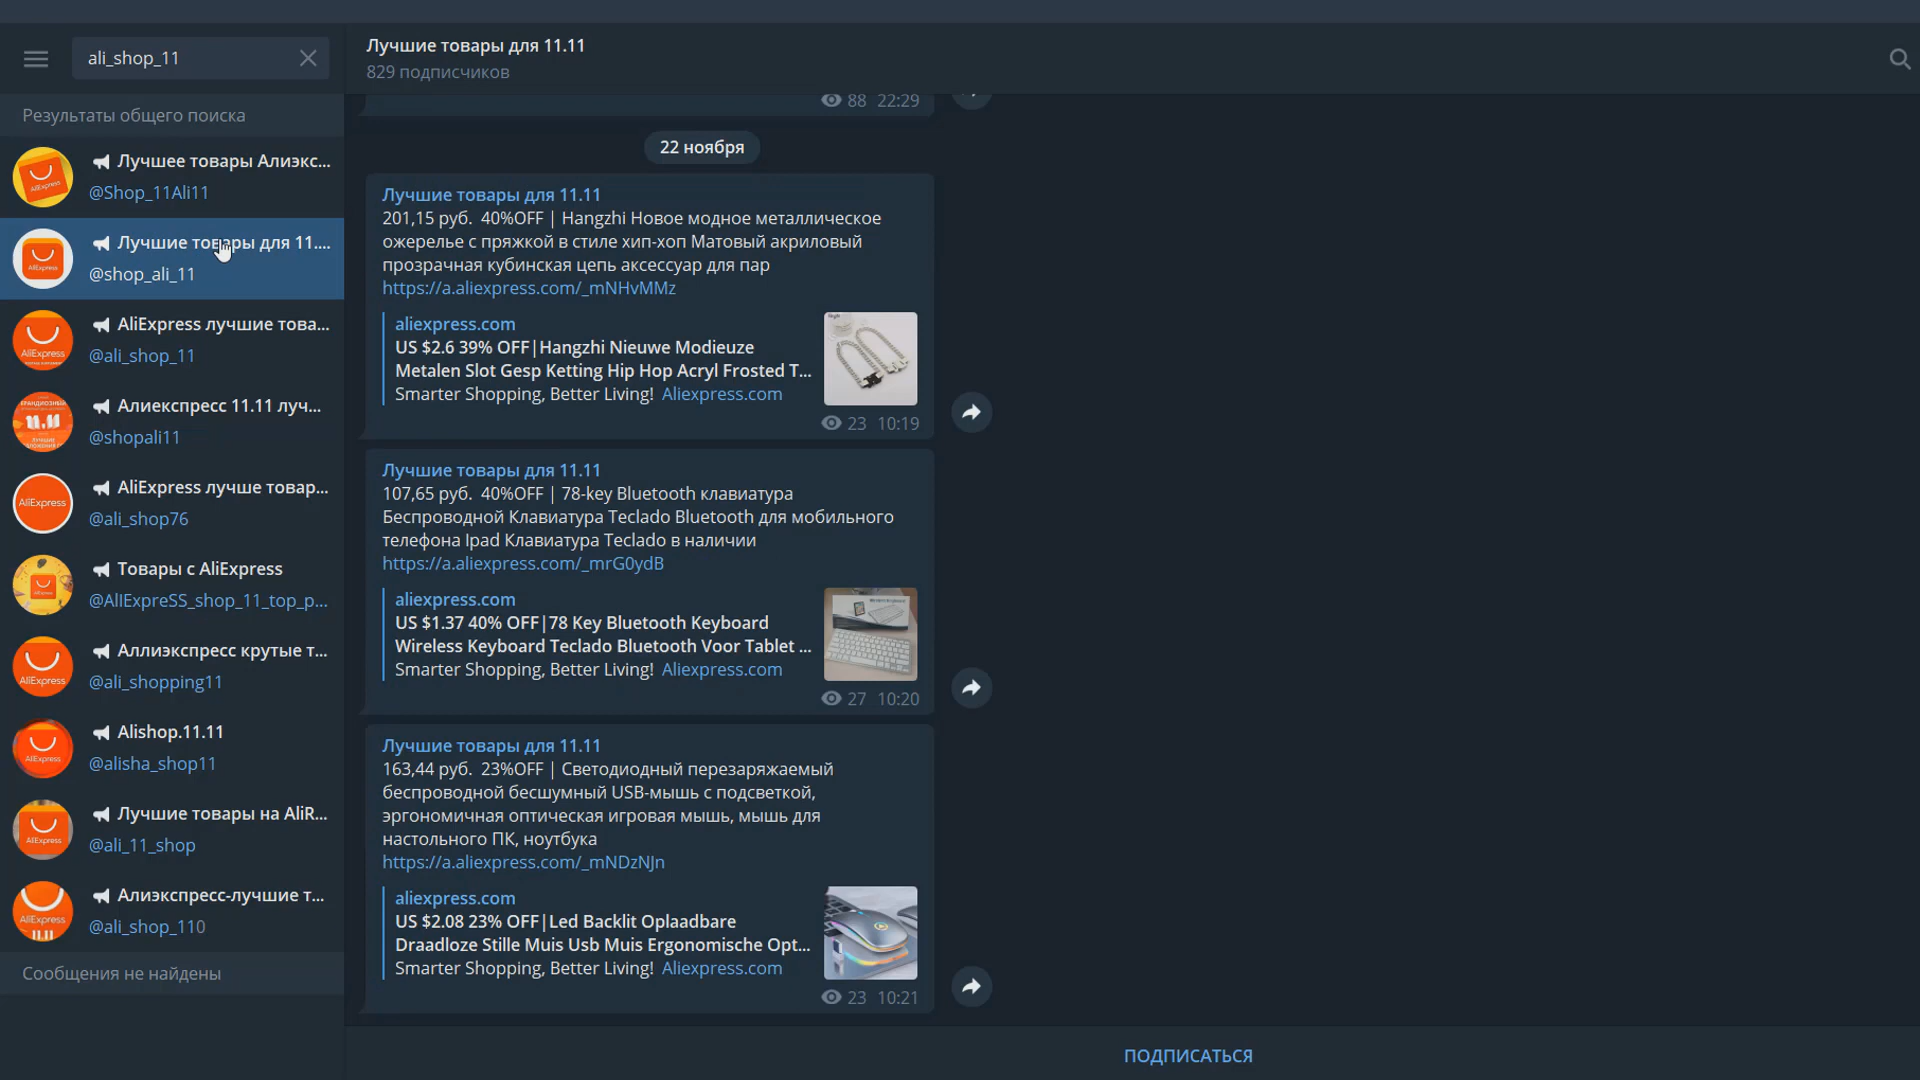 ali_shop_11
Результаты общего поиска
Лучшее товары Алиэкс...
@Shop_11Ali11
Лучшие товары для 11....
@shop_ali_11
AliExpress лучшие това...
@ali_shop_11
Алиекспресс 11.11 луч...
@shopali11
AliExpress лучше товар...
@ali_shop76
Товары с AliExpress
@AlIExpreSS_shop_11_top_p...
Аллиэкспресс крутые т...
@ali_shopping11
Alishop.11.11
@alisha_shop11
Лучшие товары на AliR...
@ali_11_shop
Алиэкспресс-лучшие т...
@ali_shop_110
Сообщения не найдены
Лучшие товары для 11.11
829 подписчиков
88 22:29
22 ноября
Лучшие товары для 11.11
201,15 руб. 40%OFF | Hangzhi Новое модное металлическое
ожерелье с пряжкой в стиле хип-хоп Матовый акриловый
прозрачная кубинская цепь аксессуар для пар
https://a.aliexpress.com/_mNHvMMz
aliexpress.com
US $2.6 39% OFF|Hangzhi Nieuwe Modieuze
Metalen Slot Gesp Ketting Hip Hop Acryl Frosted T...
Smarter Shopping, Better Living! Aliexpress.com
23 10:19
Лучшие товары для 11.11
107,65 руб. 40%OFF | 78-key Bluetooth клавиатура
Беспроводной Клавиатура Teclado Bluetooth для мобильного
телефона Ipad Клавиатура Teclado в наличии
https://a.aliexpress.com/_mrG0ydB
aliexpress.com
US $1.37 40% OFF|78 Key Bluetooth Keyboard
Wireless Keyboard Teclado Bluetooth Voor Tablet ...
Smarter Shopping, Better Living! Aliexpress.com
27 10:20
Лучшие товары для 11.11
163,44 руб. 23%OFF | Светодиодный перезаряжаемый
беспроводной бесшумный USB-мышь с подсветкой,
эргономичная оптическая игровая мышь, мышь для
настольного ПК, ноутбука
https://a.aliexpress.com/_mNDzNJn
aliexpress.com
US $2.08 23% OFF|Led Backlit Oplaadbare
Draadloze Stille Muis Usb Muis Ergonomische Opt...
Smarter Shopping, Better Living! Aliexpress.com
23 10:21
ПОДПИСАТЬСЯ